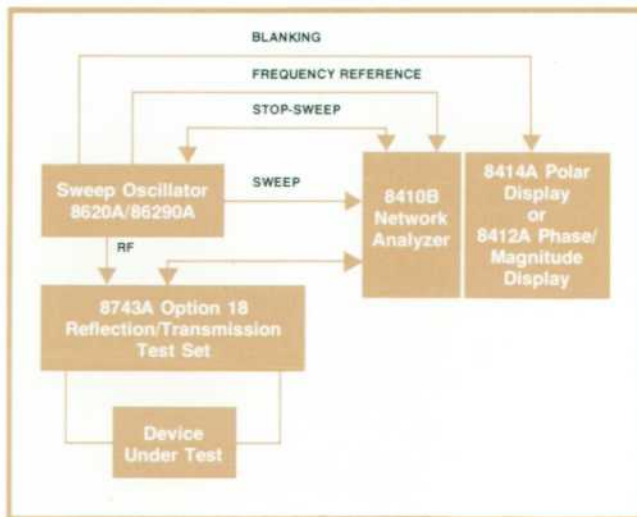 BLANKING
FREQUENCY REFERENCE
STOP-SWEEP
Sweep Oscillator
8620A/86290A
SWEEP
8410B
Network
Analyzer
8414A Polar
Display
or
8412A Phase/
Magnitude
Display
RF
8743A Option 18
Reflection/Transmission
Test Set
Device
Under Test